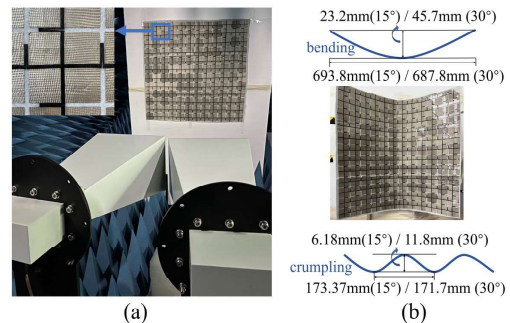 23.2mm(15°) / 45.7mm (30°)
bending
693.8mm(15°) / 687.8mm (30°)
6.18mm(15°) / 11.8mm (30°)
crumpling
173.37mm(15°) / 171.7mm (30°)
(a)
(b)